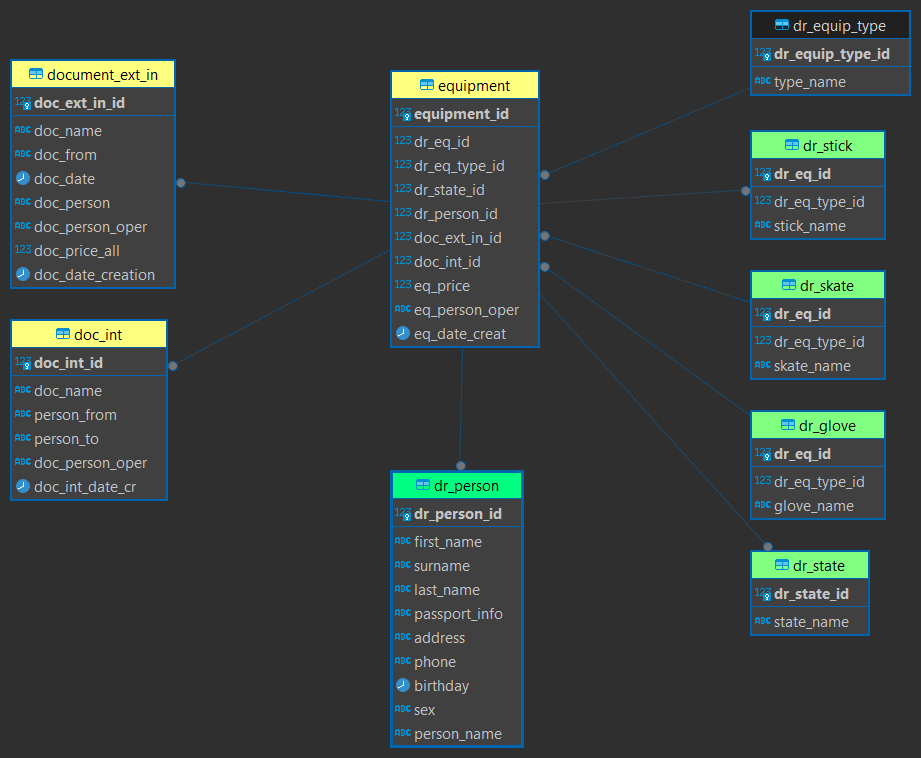 document_ext_in
123 doc_ext_in_id
ABC doc_name
ABC doc_from
doc_date
ABC doc_person
ABC doc_person_oper
123 doc_price_all
doc_date_creation
doc_int
123 doc_int_id
ABC doc_name
ABC person_from
ABC person_to
ABC doc_person_oper
doc_int_date_cr
equipment
123 equipment_id
123 dr_eq_id
123 dr_eq_type_id
123 dr_state_id
123 dr_person_id
123 doc_ext_in_id
123 doc_int_id
123 eq_price
ABC eq_person_oper
eq_date_creat
dr_person
123 dr_person_id
ABC first_name
ABC surname
ABC last_name
ABC passport_info
ABC address
ABC phone
birthday
ABC sex
ABC person_name
dr_equip_type
123 dr_equip_type_id
ABC type_name
dr_stick
123 dr_eq_id
123 dr_eq_type_id
ABC stick_name
dr_skate
123 dr_eq_id
123 dr_eq_type_id
ABC skate_name
dr_glove
123 dr_eq_id
123 dr_eq_type_id
ABC glove_name
dr_state
123 dr_state_id
ABC state_name